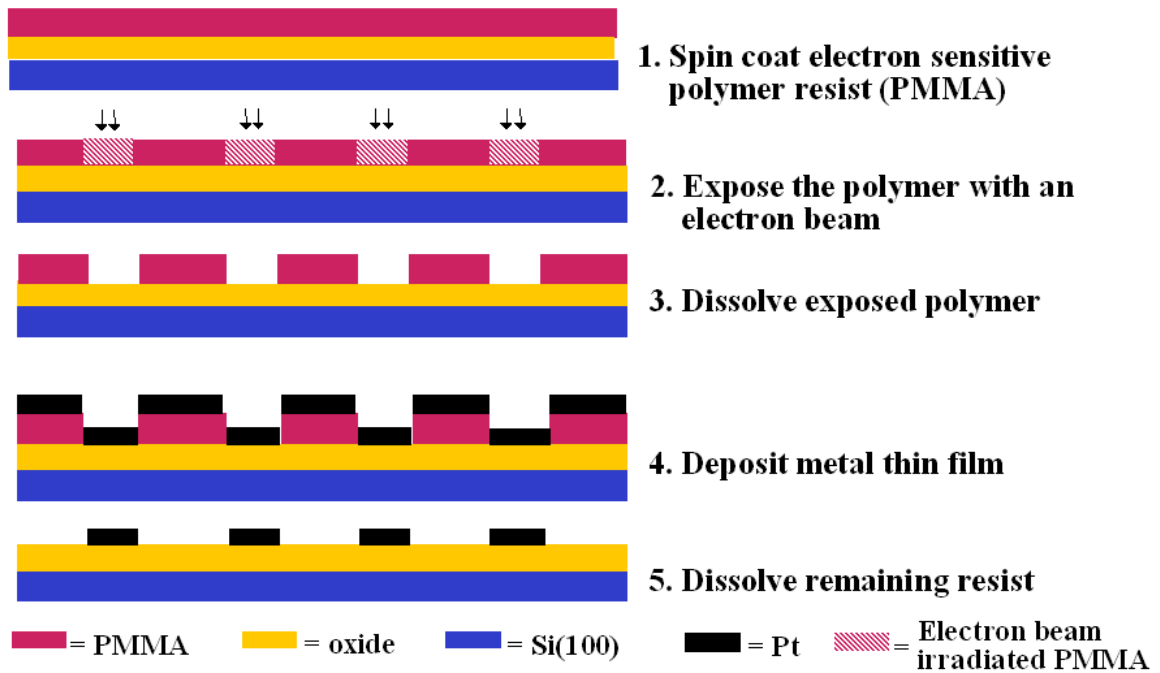 1. Spin coat electron sensitive
polymer resist (PMMA)
2. Expose the polymer with an
electron beam
3. Dissolve exposed polymer
4. Deposit metal thin film
5. Dissolve remaining resist
= PMMA
= oxide
= Si(100)
= Pt
= Electron beam
irradiated PMMA